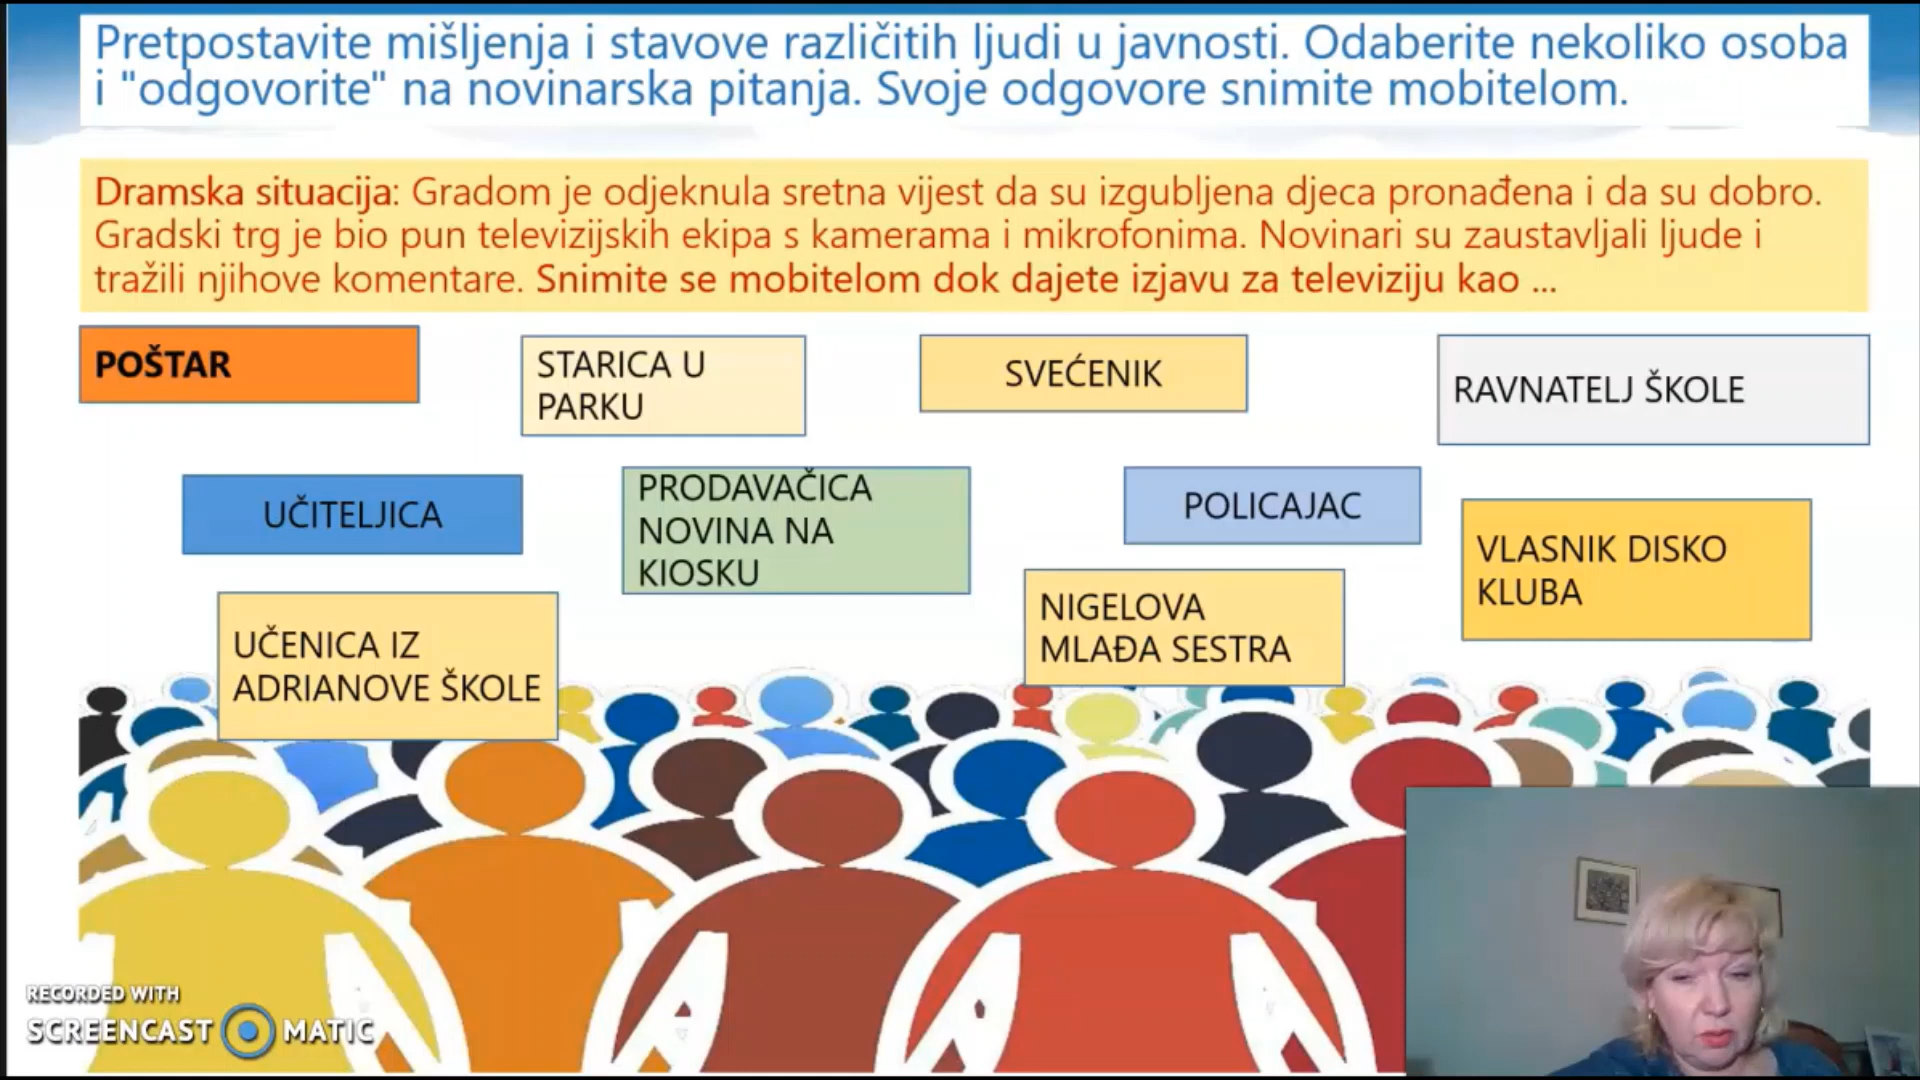 Pretpostavite mišljenja i stavove različitih ljudi u javnosti. Odaberite nekoliko osoba
i "odgovorite" na novinarska pitanja. Svoje odgovore snimite mobitelom.
Dramska situacija: Gradom je odjeknula sretna vijest da su izgubljena djeca pronađena i da su dobro.
Gradski trg je bio pun televizijskih ekipa s kamerama i mikrofonima. Novinari su zaustavljali ljude i
tražili njihove komentare. Snimite se mobitelom dok dajete izjavu za televiziju kao ...
POŠTAR
STARICA U
PARKU
SVEĆENIK
RAVNATELJ ŠKOLE
UČITELJICA
PRODAVAČICA
NOVINA NA
KIOSKU
POLICAJAC
VLASNIK DISKO
KLUBA
UČENICA IZ
ADRIANOVE ŠKOLE
NIGELOVA
MLAĐA SESTRA
RECORDED WITH
SCREENCAST MATIC